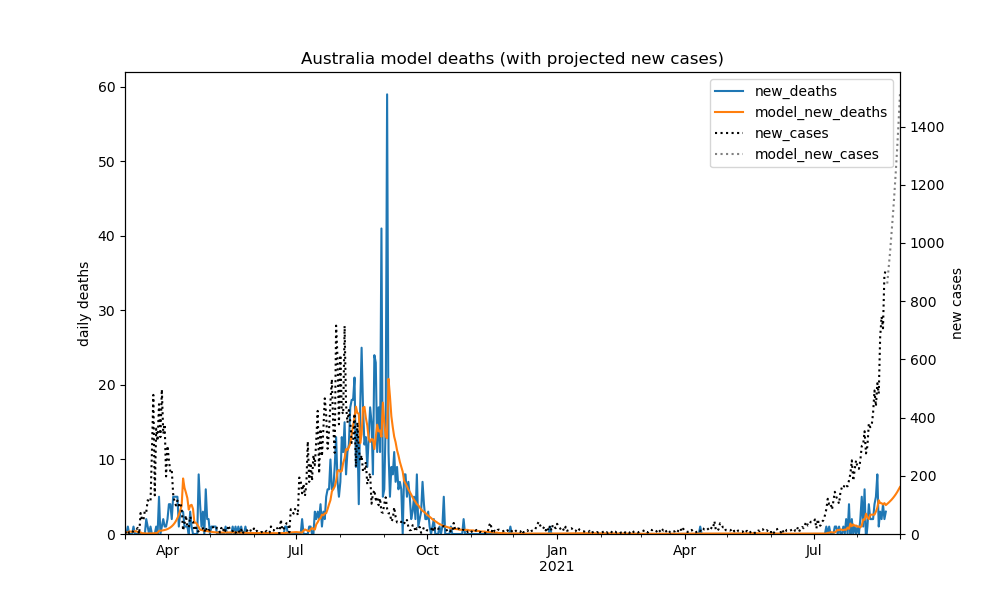 Australia model deaths (with projected new cases)
new_deaths
model_new_deaths
new_cases
model_new_cases
daily deaths
60
50
40
30
20
10
0
new cases
1400
1200
1000
800
600
400
200
0
Apr Jul Oct Jan Apr Jul
2021